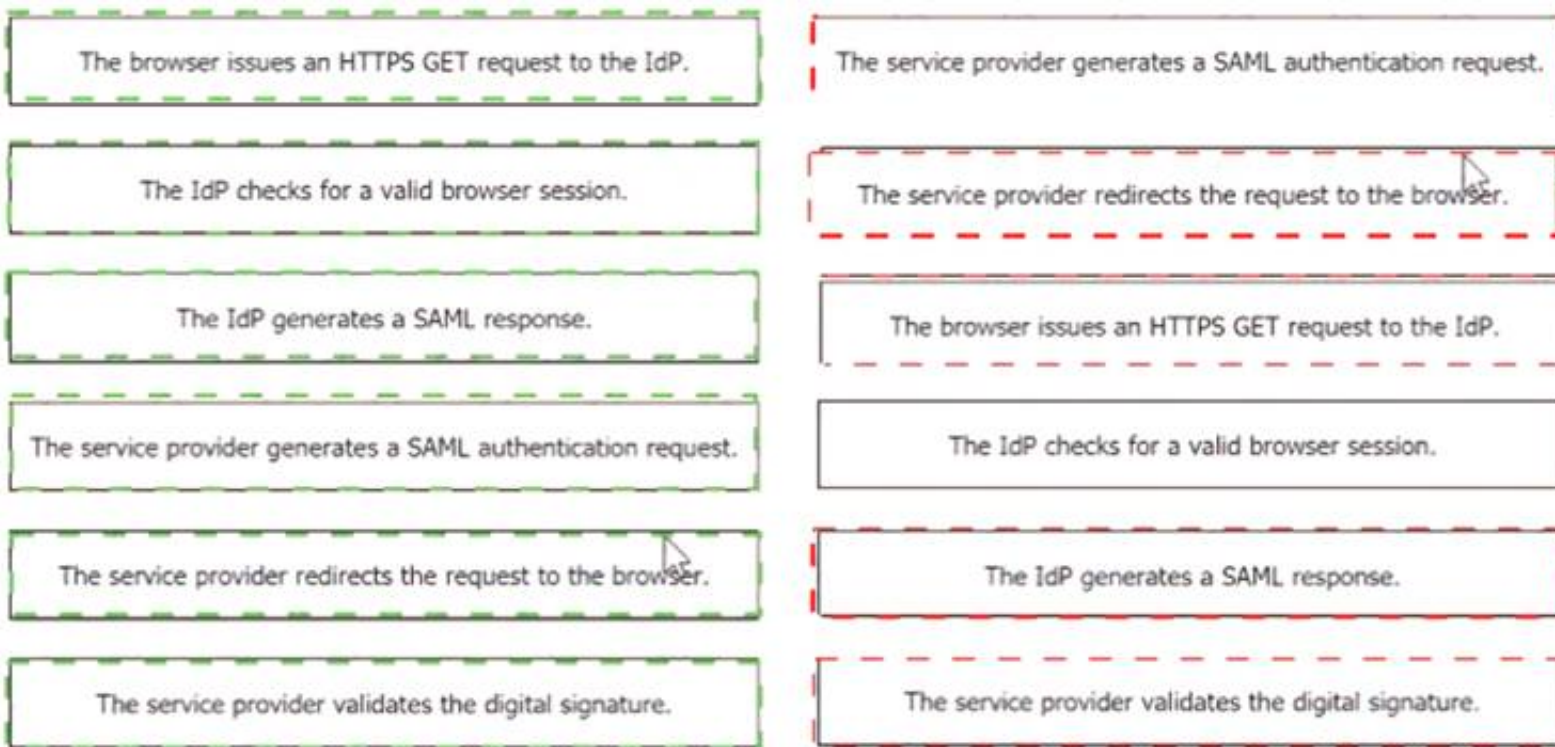 The browser issues an HTTPS GET request to the IdP.
The IdP checks for a valid browser session.
The IdP generates a SAML response.
The service provider generates a SAML authentication request.
The service provider redirects the request to the browser.
The service provider validates the digital signature.
The service provider generates a SAML authentication request.
The service provider redirects the request to the browser.
The browser issues an HTTPS GET request to the IdP.
The IdP checks for a valid browser session.
The IdP generates a SAML response.
The service provider validates the digital signature.